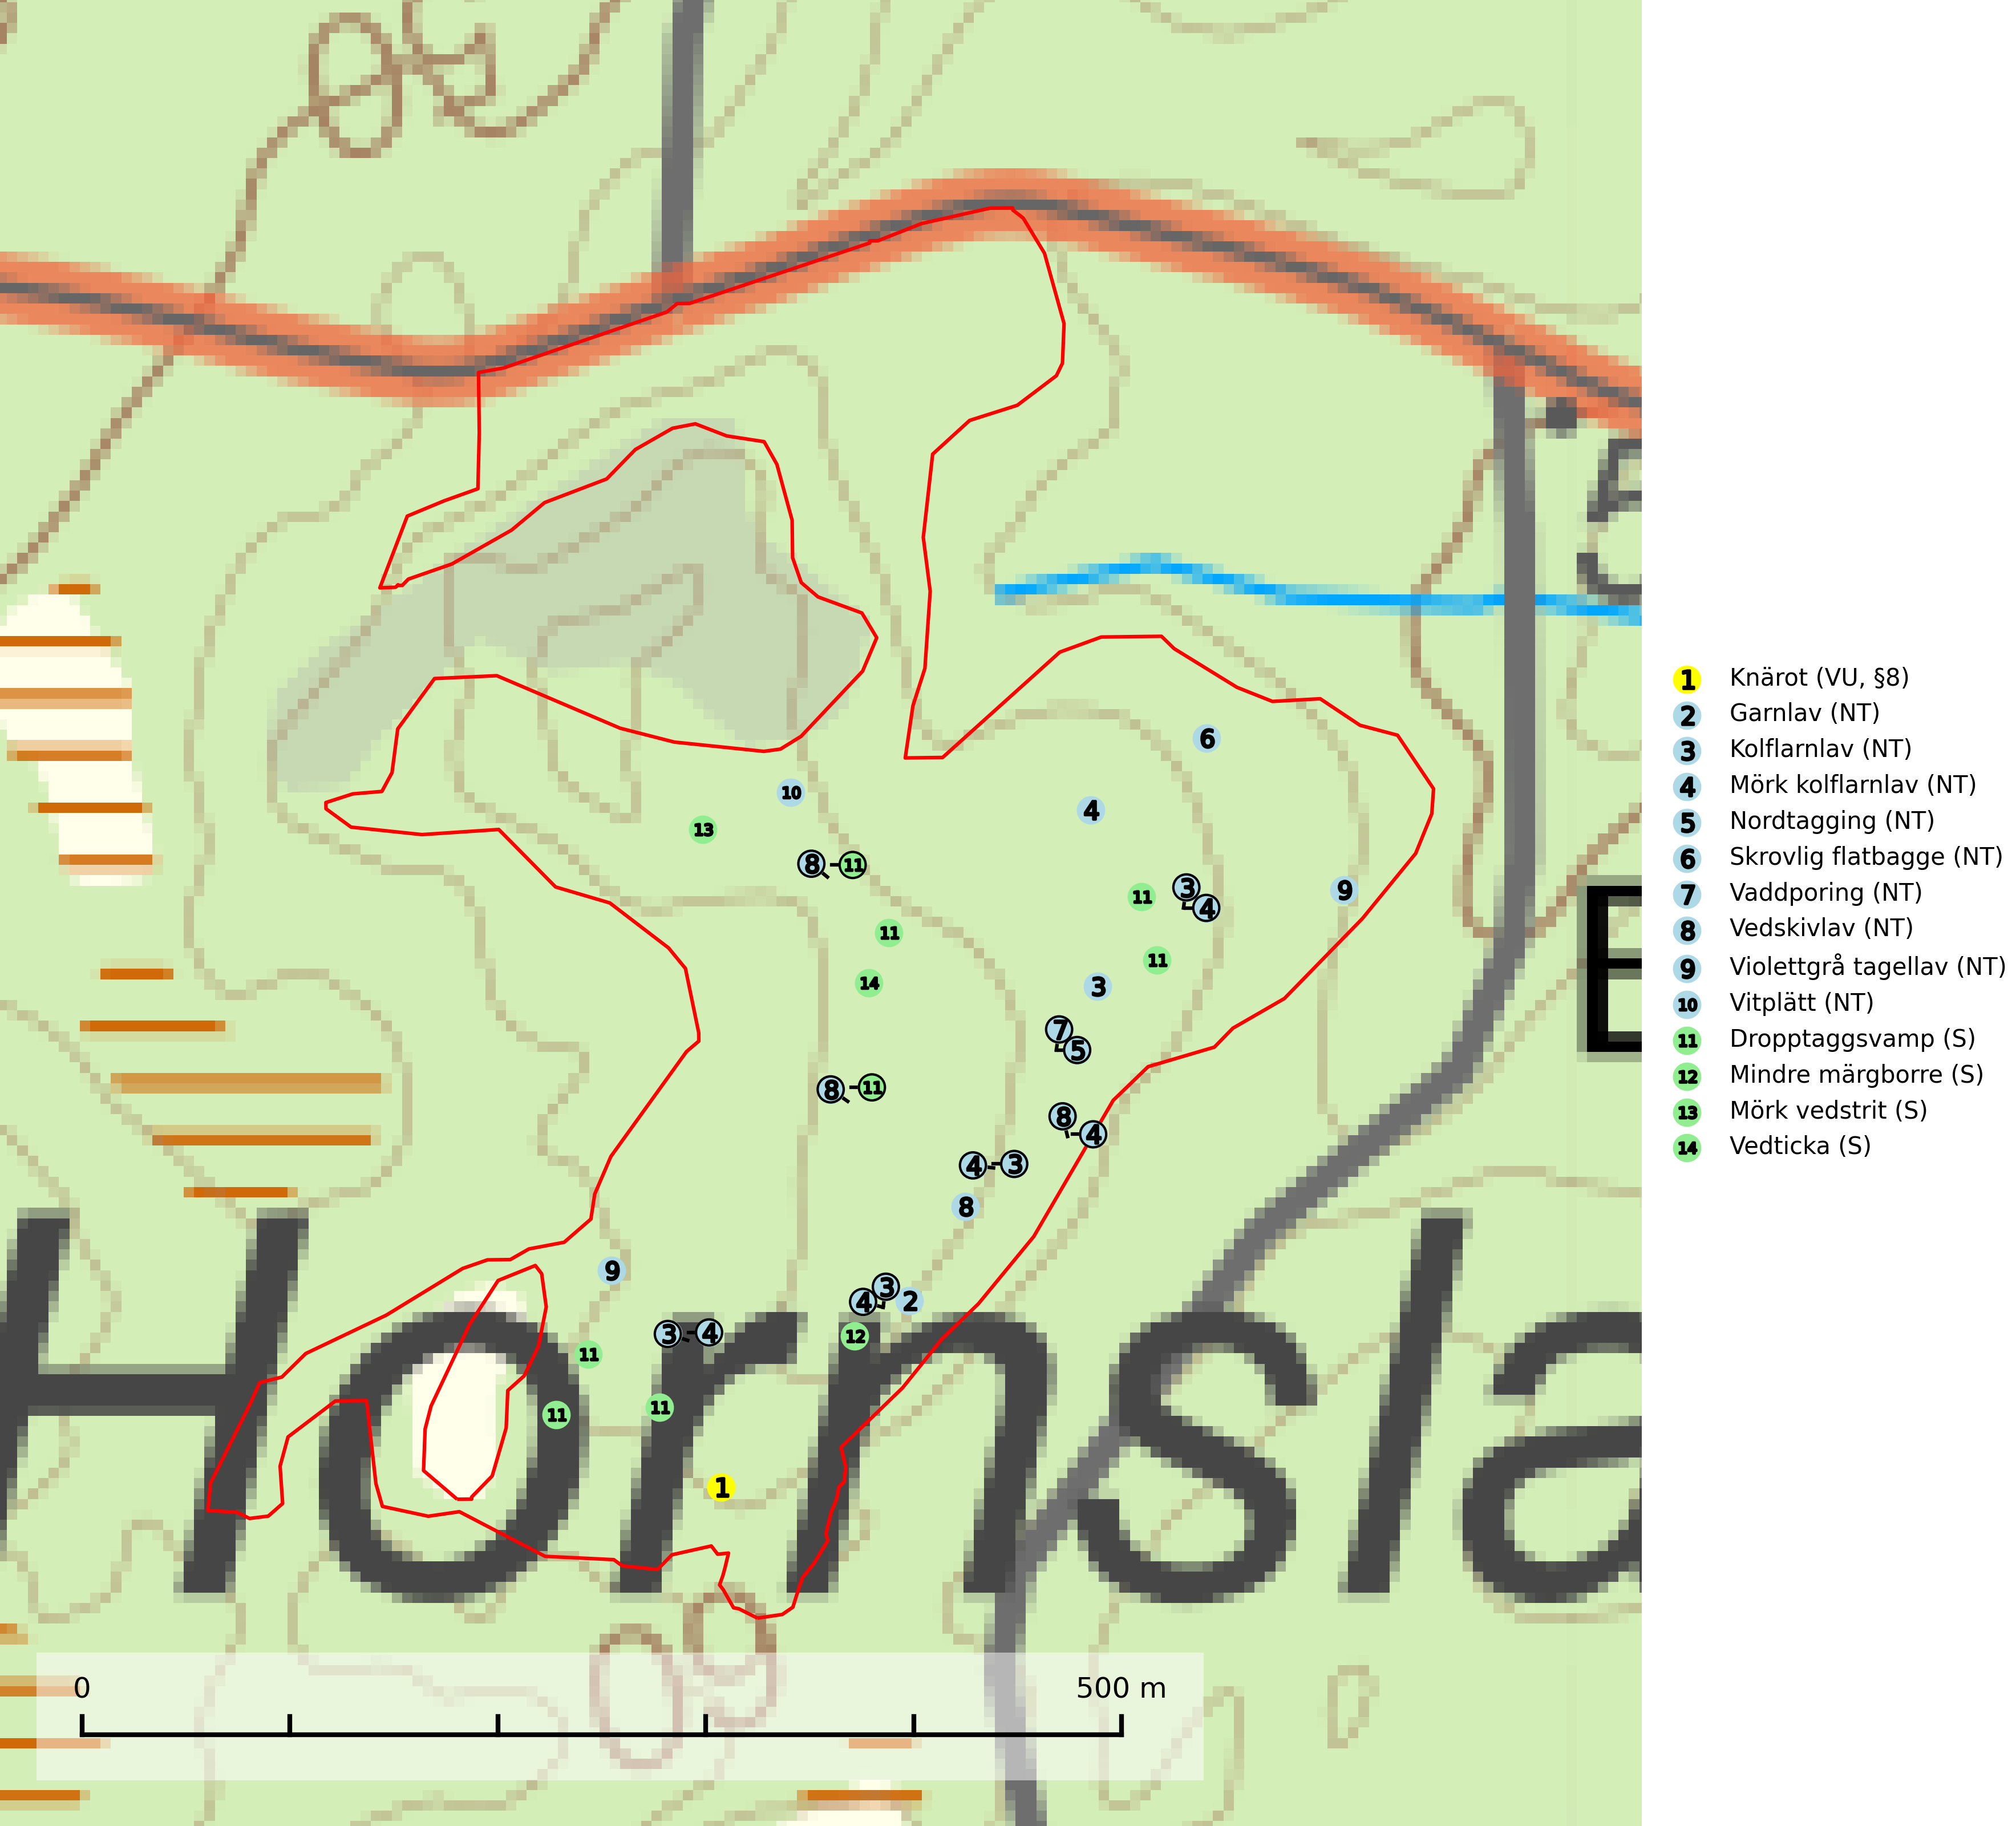 6
10
4
13
8 11
3
11
4
9
11
11
14
3
7
5
8 11
8
4
4 3
8
9
3
4 2
3 4
12
11
11
11
1
Hornsla
0 500 m
1 Knärot (VU, §8)
2 Garnlav (NT)
3 Kolflarnlav (NT)
4 Mörk kolflarnlav (NT)
5 Nordtagging (NT)
6 Skrovlig flatbagge (NT)
7 Vaddporing (NT)
8 Vedskivlav (NT)
9 Violettgrå tagellav (NT)
10 Vitplätt (NT)
11 Dropptaggsvamp (S)
12 Mindre märgborre (S)
13 Mörk vedstrit (S)
14 Vedticka (S)